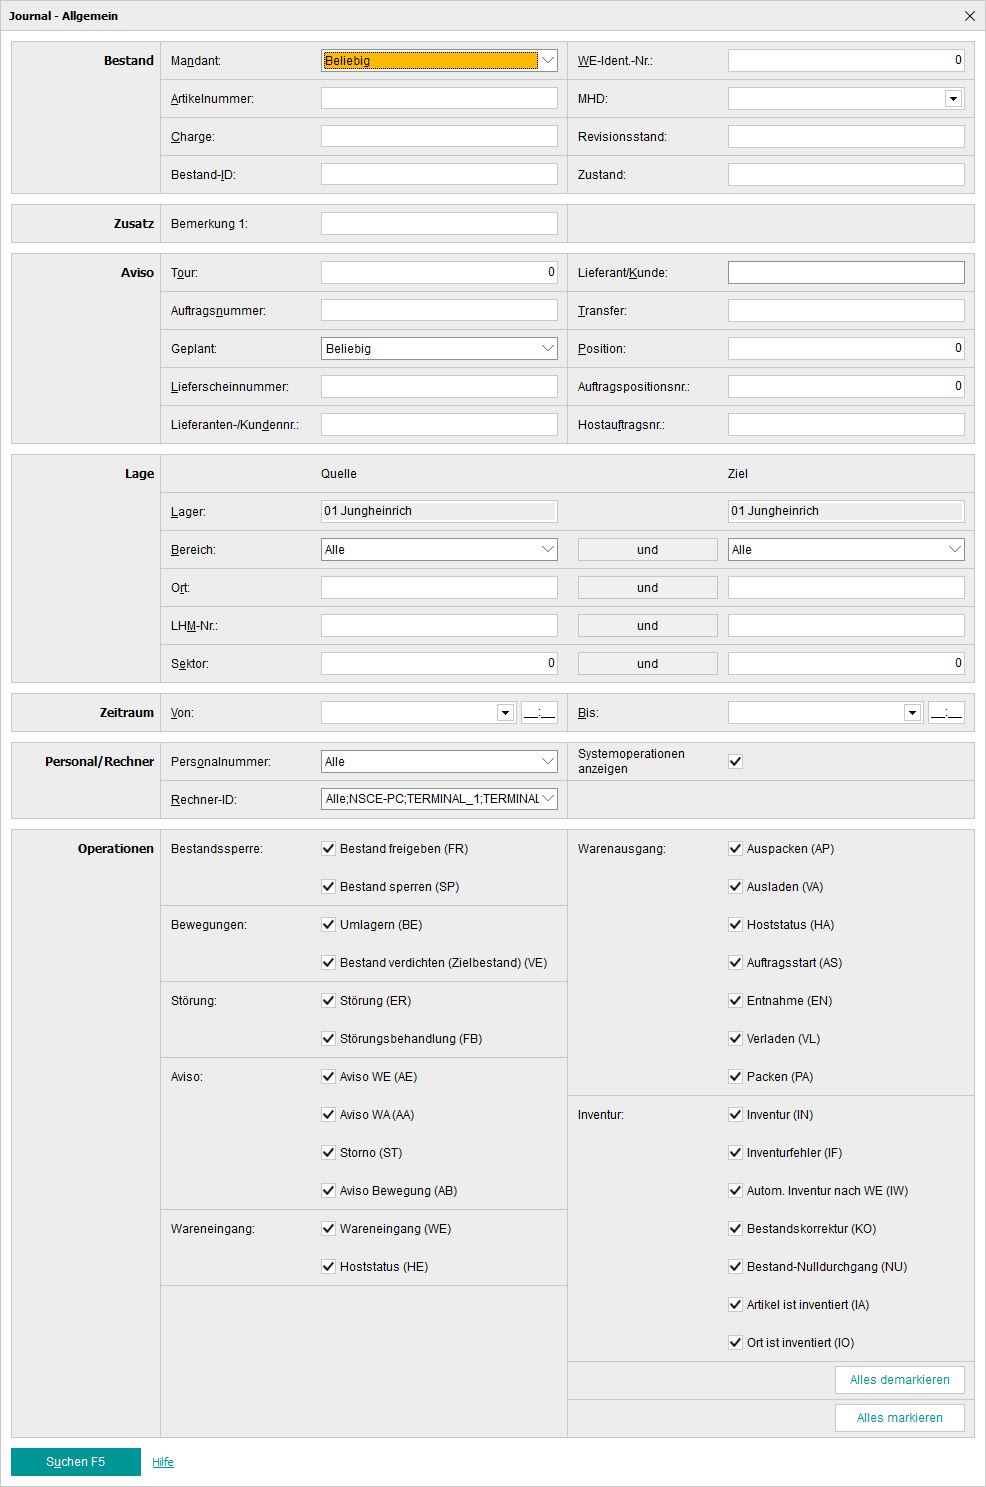 Journal - Allgemein
Bestand
Mandant: Beliebig WE-Ident.-Nr.: 0
Artikelnummer: MHD:
Charge: Revisionsstand:
Bestand-ID: Zustand:
Zusatz
Bemerkung 1:
Aviso
Tour: 0 Lieferant/Kunde:
Auftragsnummer: Transfer:
Geplant: Beliebig Position: 0
Lieferscheinnummer: Auftragspositionsnr.: 0
Lieferanten-/Kundennr.: Hostauftragsnr.:
Lage
Quelle Ziel
Lager: 01 Jungheinrich 01 Jungheinrich
Bereich: Alle und Alle
Ort: und
LHM-Nr.: und
Sektor: 0 und 0
Zeitraum
Von: __:__ Bis: __:__
Personal/Rechner
Personalnummer: Alle Systemoperationen
anzeigen
Rechner-ID: Alle;NSCE-PC;TERMINAL_1;TERMINAL
Operationen
Bestandssperre: Bestand freigeben (FR)
Bestand sperren (SP)
Bewegungen: Umlagern (BE)
Bestand verdichten (Zielbestand) (VE)
Störung: Störung (ER)
Störungsbehandlung (FB)
Aviso: Aviso WE (AE)
Aviso WA (AA)
Storno (ST)
Aviso Bewegung (AB)
Wareneingang: Wareneingang (WE)
Hoststatus (HE)
Warenausgang: Auspacken (AP)
Ausladen (VA)
Hoststatus (HA)
Auftragsstart (AS)
Entnahme (EN)
Verladen (VL)
Packen (PA)
Inventur: Inventur (IN)
Inventurfehler (IF)
Autom. Inventur nach WE (IW)
Bestandskorrektur (KO)
Bestand-Nulldurchgang (NU)
Artikel ist inventiert (IA)
Ort ist inventiert (IO)
Alles demarkieren
Alles markieren
Suchen F5 Hilfe